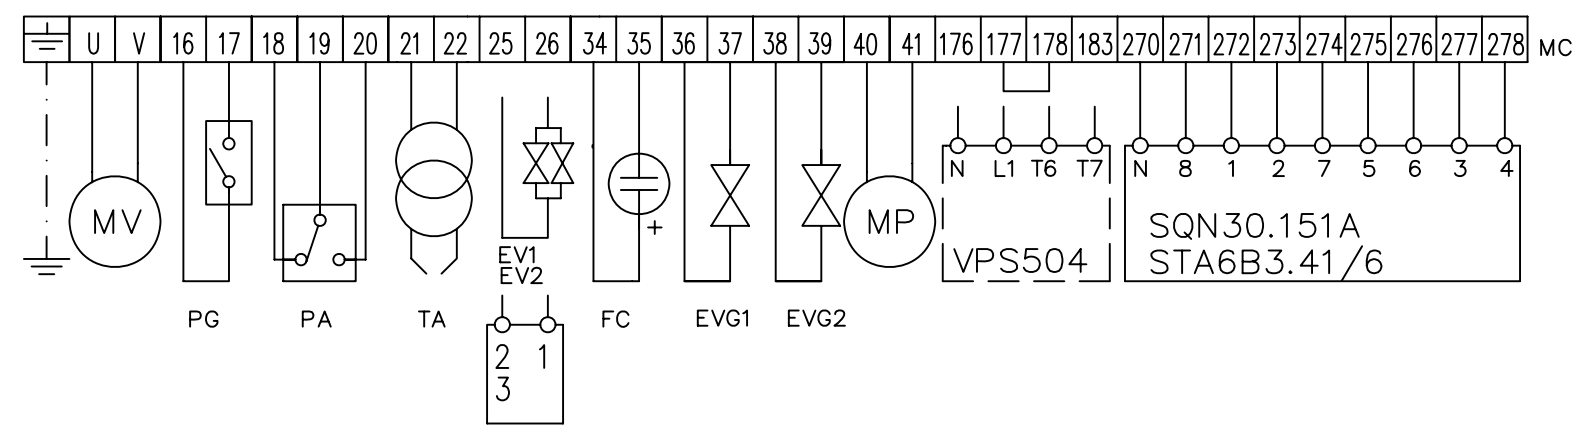 U V 16 17 18 19 20 21 22 25 26 34 35 36 37 38 39 40 41 176 177 178 183 270 271 272 273 274 275 276 277 278 MC
N L1 T6 T7 N 8 1 2 7 5 6 3 4
MV MP SQN30.151A
+
EV1 VPS504 STA6B3.41/6
EV2
PG PA TA FC EVG1 EVG2
2 1
3